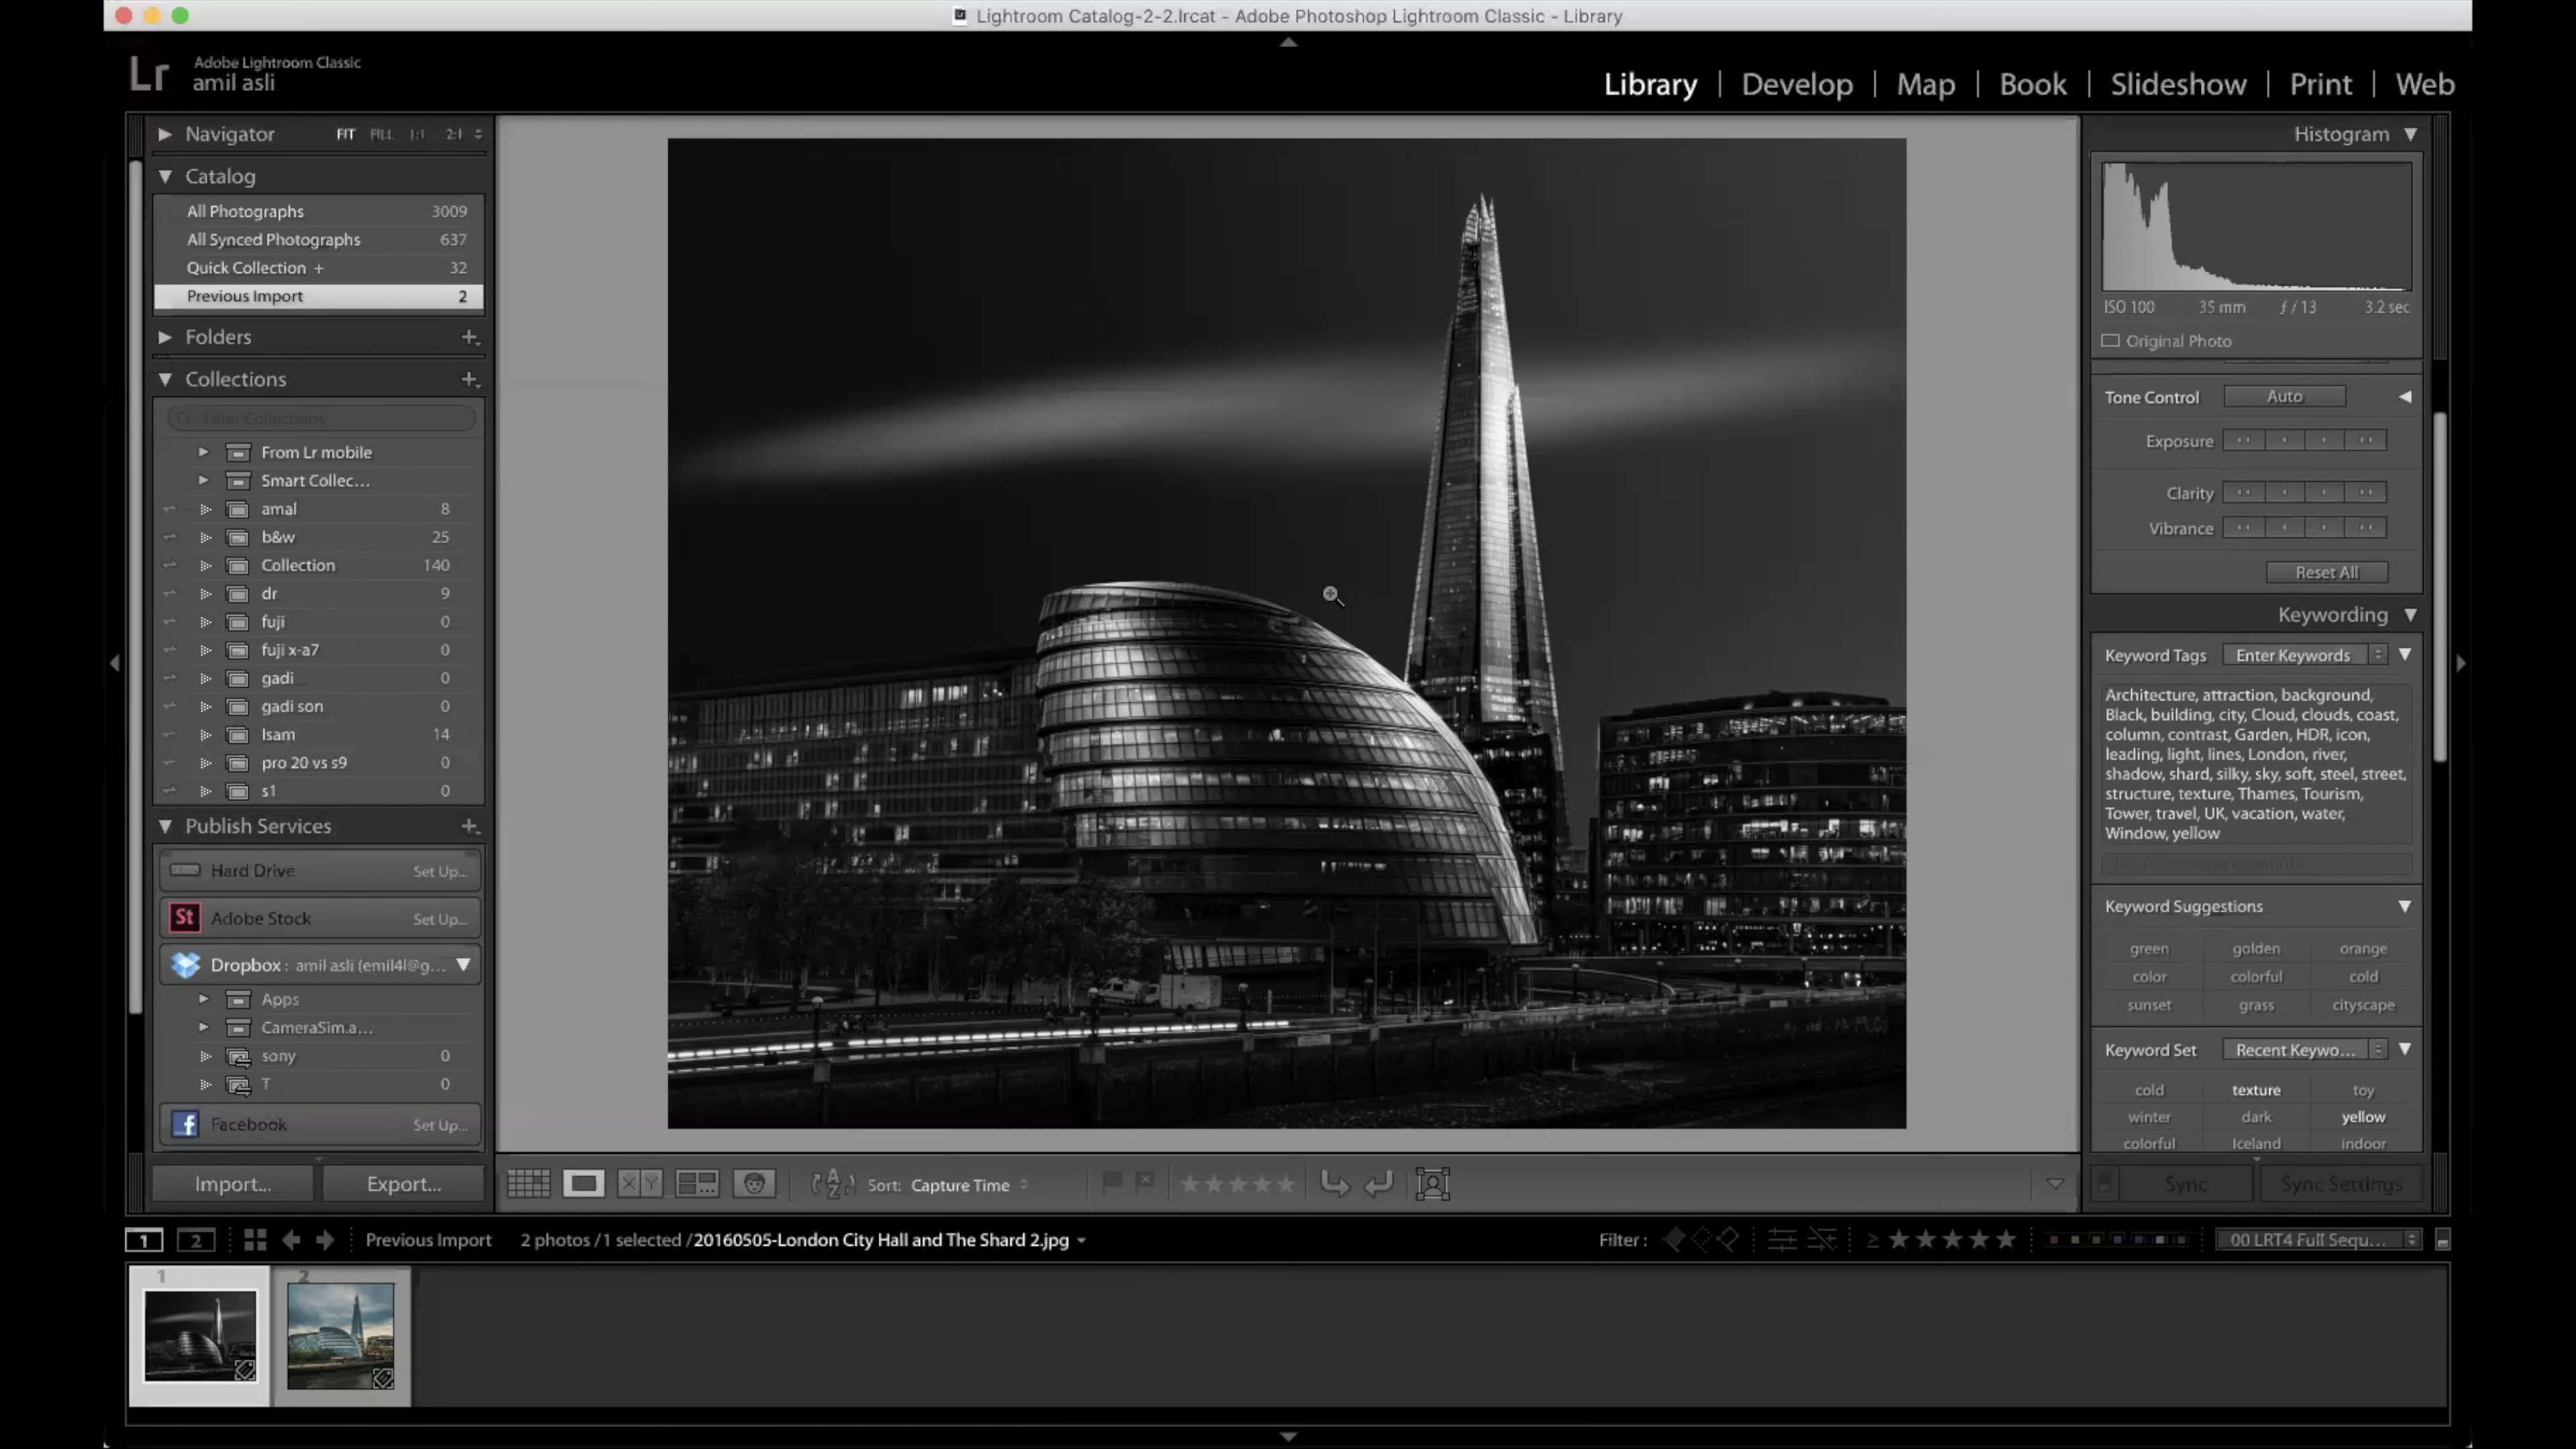 Lightroom Catalog-2-2.lrcat - Adobe Photoshop Lightroom Classic - Library
Lr
Adobe Lightroom Classic
amil asli
Library | Develop | Map | Book | Slideshow | Print | Web
Navigator FIT FILL 1:1 2:1
Catalog
All Photographs 3009
All Synced Photographs 637
Quick Collection + 32
Previous Import 2
Folders
Collections
Filter Collections
From Lr mobile
Smart Collec...
amal 8
b&w 25
Collection 140
dr 9
fuji 0
fuji x-a7 0
gadi 0
gadi son 0
Isam 14
pro 20 vs s9 0
s1 0
Publish Services
Hard Drive Set Up...
St Adobe Stock Set Up...
Dropbox : amil asli (emil4l@g...
Apps
CameraSim.a...
sony 0
T 0
f Facebook Set Up...
Import... Export...
Histogram
ISO 100 35 mm f / 13 3.2 sec
Original Photo
Tone Control Auto
Exposure
Clarity
Vibrance
Reset All
Keywording
Keyword Tags Enter Keywords
Architecture, attraction, background,
Black, building, city, Cloud, clouds, coast,
column, contrast, Garden, HDR, icon,
leading, light, lines, London, river,
shadow, shard, silky, sky, soft, steel, street,
structure, texture, Thames, Tourism,
Tower, travel, UK, vacation, water,
Window, yellow
Keyword Suggestions
green golden orange
color colorful cold
sunset grass cityscape
Keyword Set Recent Keywo...
cold texture toy
winter dark yellow
colorful Iceland indoor
Sync Sync Settings
X Y
A Z Sort: Capture Time
1 2 Previous Import 2 photos /1 selected /20160505-London City Hall and The Shard 2.jpg
Filter : ≥ 00 LRT4 Full Sequ...
1 2